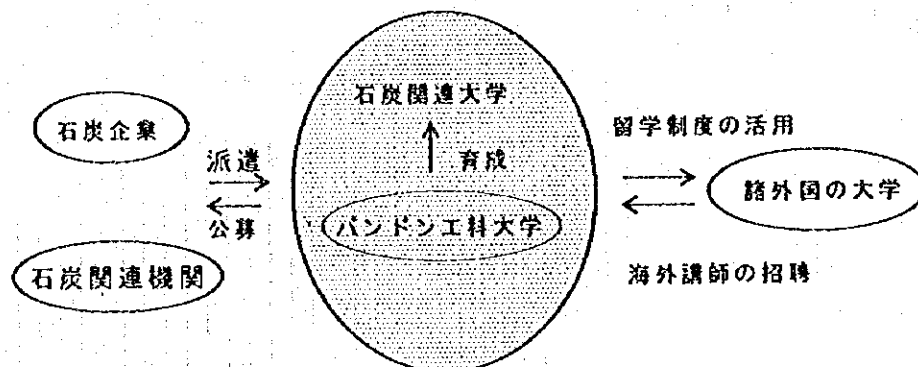 石炭関連大学
石炭企業
留学制度の活用
派遣
育成
諸外国の大学
公募
バンドン工科大学
石炭関連機関
海外講師の招聘